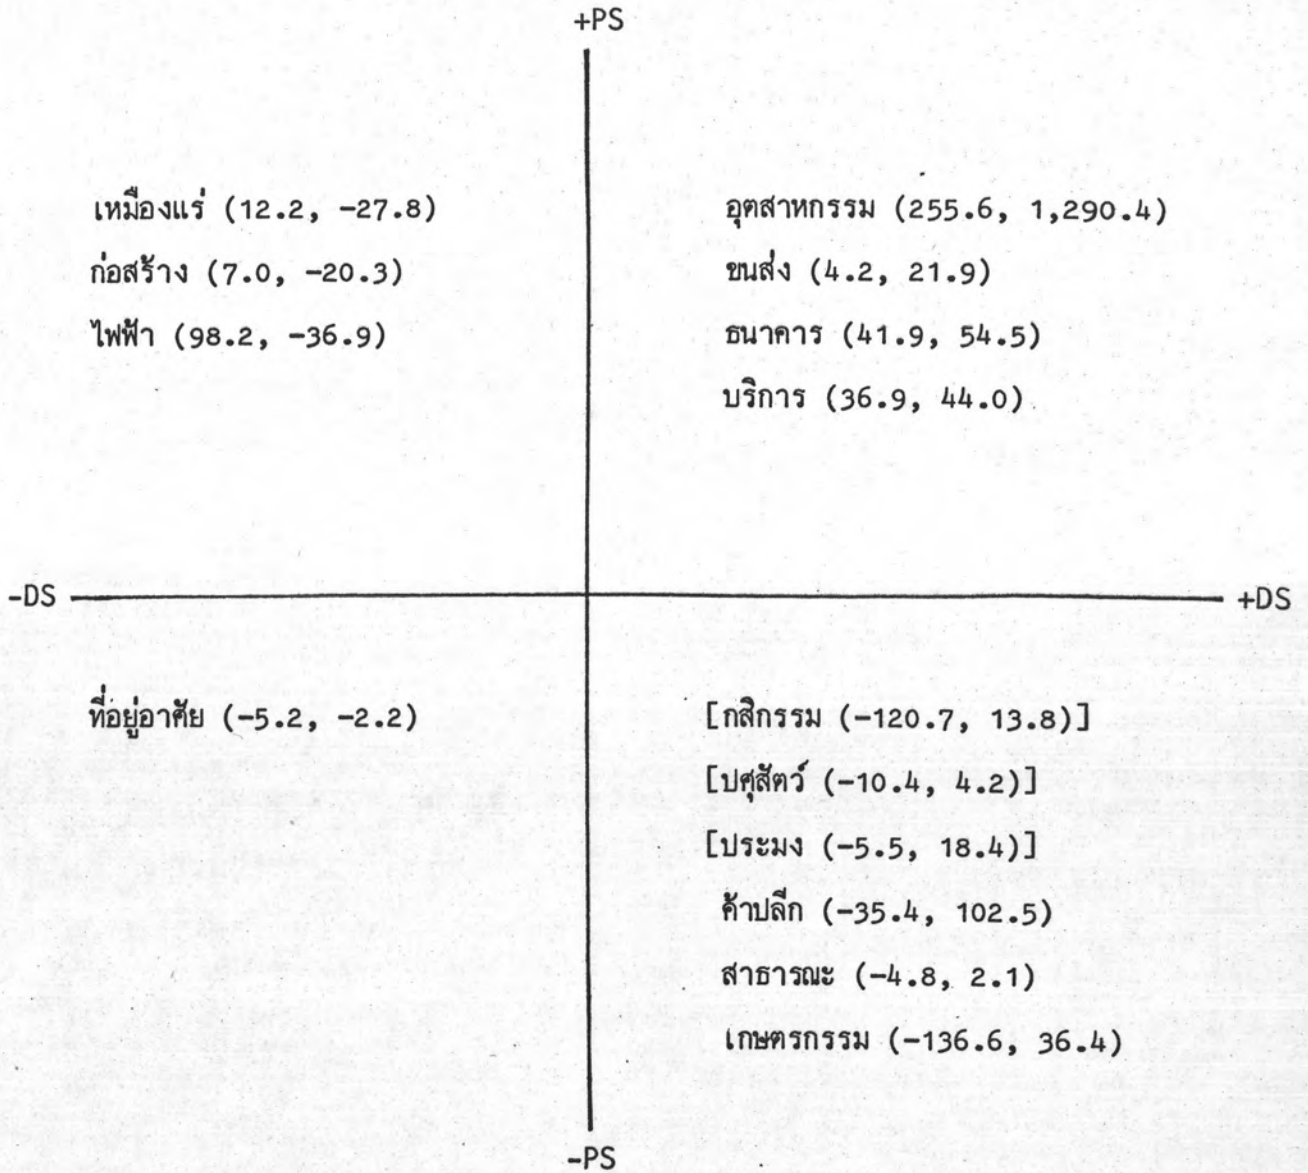 +PS
เหมืองแร่ (12.2, -27.8)
ก่อสร้าง (7.0, -20.3)
ไฟฟ้า (98.2, -36.9)
อุตสาหกรรม (255.6, 1,290.4)
ขนส่ง (4.2, 21.9)
ธนาคาร (41.9, 54.5)
บริการ (36.9, 44.0)
-DS
+DS
ที่อยู่อาศัย (-5.2, -2.2)
[กสิกรรม (-120.7, 13.8)]
[ปศุสัตว์ (-10.4, 4.2)]
[ประมง (-5.5, 18.4)]
ค้าปลีก (-35.4, 102.5)
สาธารณะ (-4.8, 2.1)
เกษตรกรรม (-136.6, 36.4)
-PS